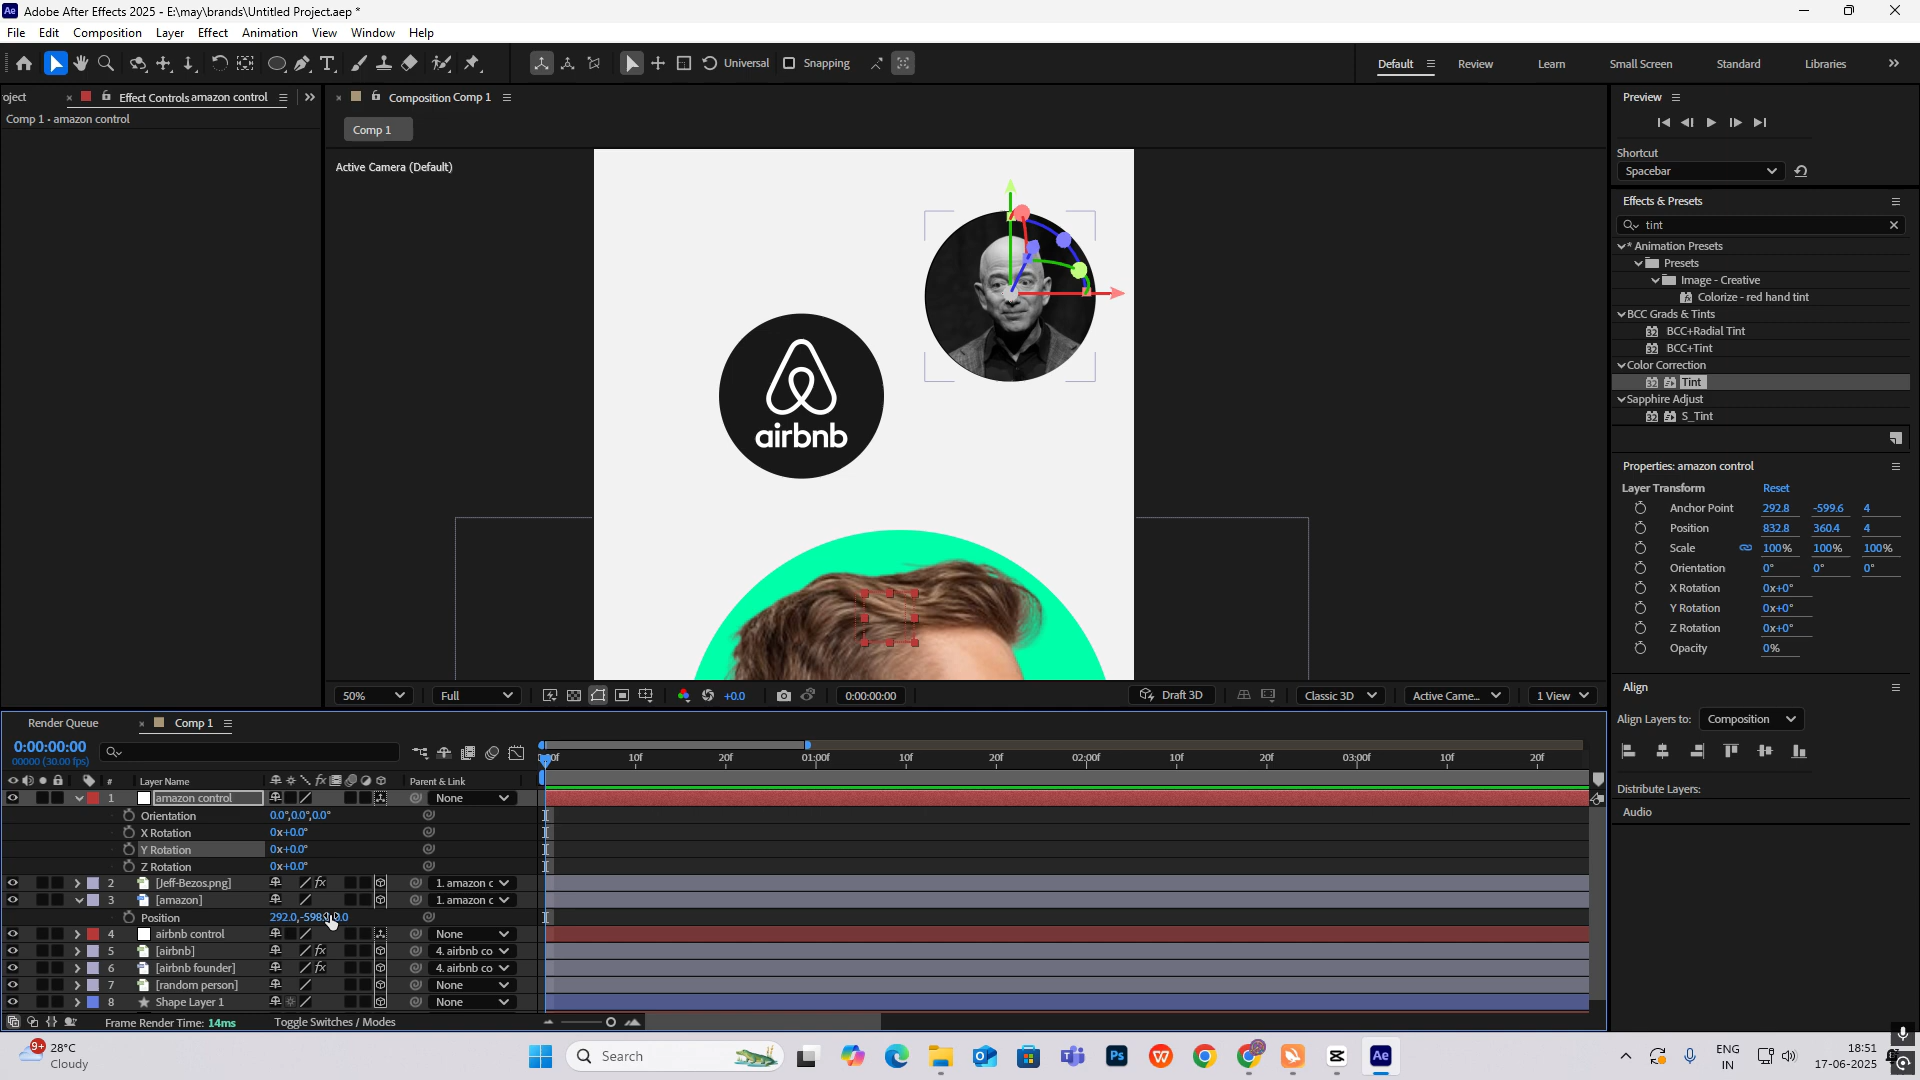 Adobe After Effects 2025 - E:\may\brands\Untitled Project.aep *
File Edit Composition Layer Effect Animation View Window Help
Universal Snapping Default Review Learn Small Screen Standard Libraries
oject Effect Controls amazon control
Comp 1 • amazon control
Composition Comp 1
Comp 1
Active Camera (Default)
airbnb
50% Full +0.0 0:00:00:00 Draft 3D Classic 3D Active Came... 1 View
Preview
Shortcut
Spacebar
Effects & Presets
tint
* Animation Presets
Presets
Image - Creative
Colorize - red hand tint
BCC Grads & Tints
BCC+Radial Tint
BCC+Tint
Color Correction
Tint
Sapphire Adjust
S_Tint
Properties: amazon control
Layer Transform Reset
Anchor Point 292.8 -599.6 4
Position 832.8 360.4 4
Scale 100% 100% 100%
Orientation 0° 0° 0°
X Rotation 0x+0°
Y Rotation 0x+0°
Z Rotation 0x+0°
Opacity 0%
Align
Align Layers to: Composition
Distribute Layers:
Audio
Render Queue Comp 1
0:00:00:00
00000 (30.00 fps)
10f 20f 01:00f 10f 20f 02:00f 10f 20f 03:00f 10f 20f
# Layer Name Parent & Link
1 amazon control None
Orientation 0.0°,0.0°,0.0°
X Rotation 0x+0.0°
Y Rotation 0x+0.0°
Z Rotation 0x+0.0°
2 [Jeff-Bezos.png] 1. amazon c
3 [amazon] 1. amazon c
Position 292.0,-598
4 airbnb control None
5 [airbnb] 4. airbnb co
6 [airbnb founder] 4. airbnb co
7 [random person] None
8 Shape Layer 1 None
Frame Render Time: 14ms Toggle Switches / Modes
9+ 28°C
Cloudy
Search
ENG
IN
18:51
17-06-2025